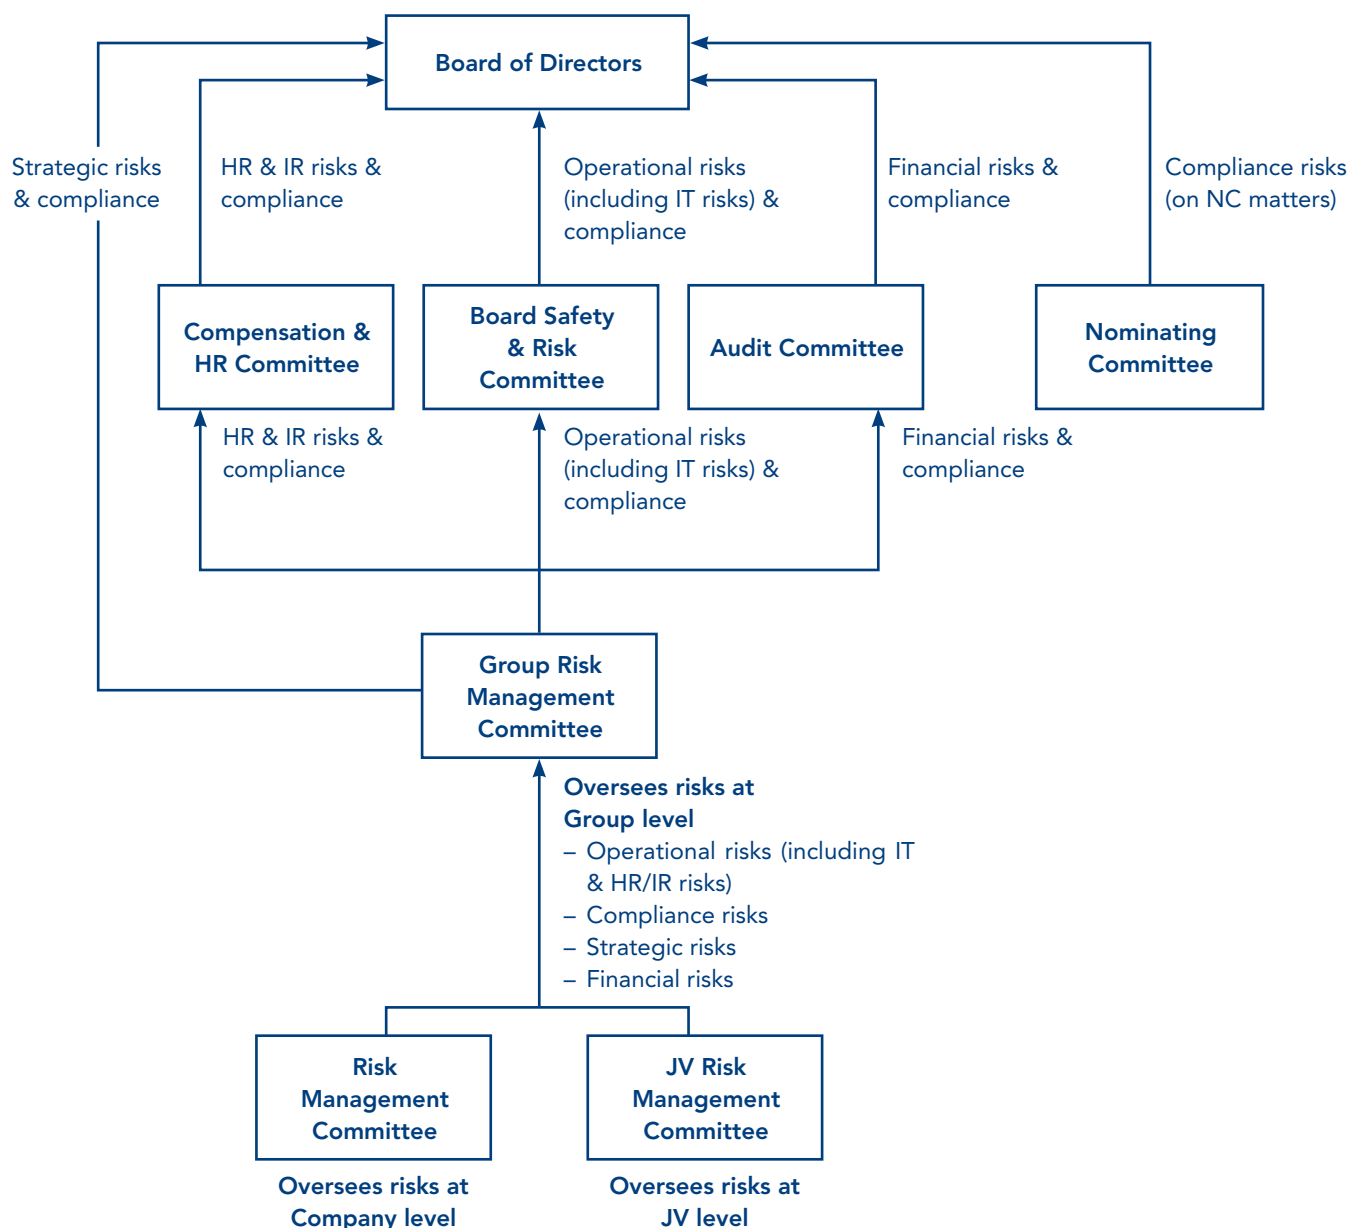 Board of Directors
Strategic risks
& compliance
HR & IR risks &
compliance
Operational risks
(including IT risks) &
compliance
Financial risks &
compliance
Compliance risks
(on NC matters)
Compensation &
HR Committee
Board Safety
& Risk
Committee
Audit Committee
Nominating
Committee
HR & IR risks &
compliance
Operational risks
(including IT risks) &
compliance
Financial risks &
compliance
Group Risk
Management
Committee
Oversees risks at
Group level
– Operational risks (including IT
& HR/IR risks)
– Compliance risks
– Strategic risks
– Financial risks
Risk
Management
Committee
JV Risk
Management
Committee
Oversees risks at
Company level
Oversees risks at
JV level